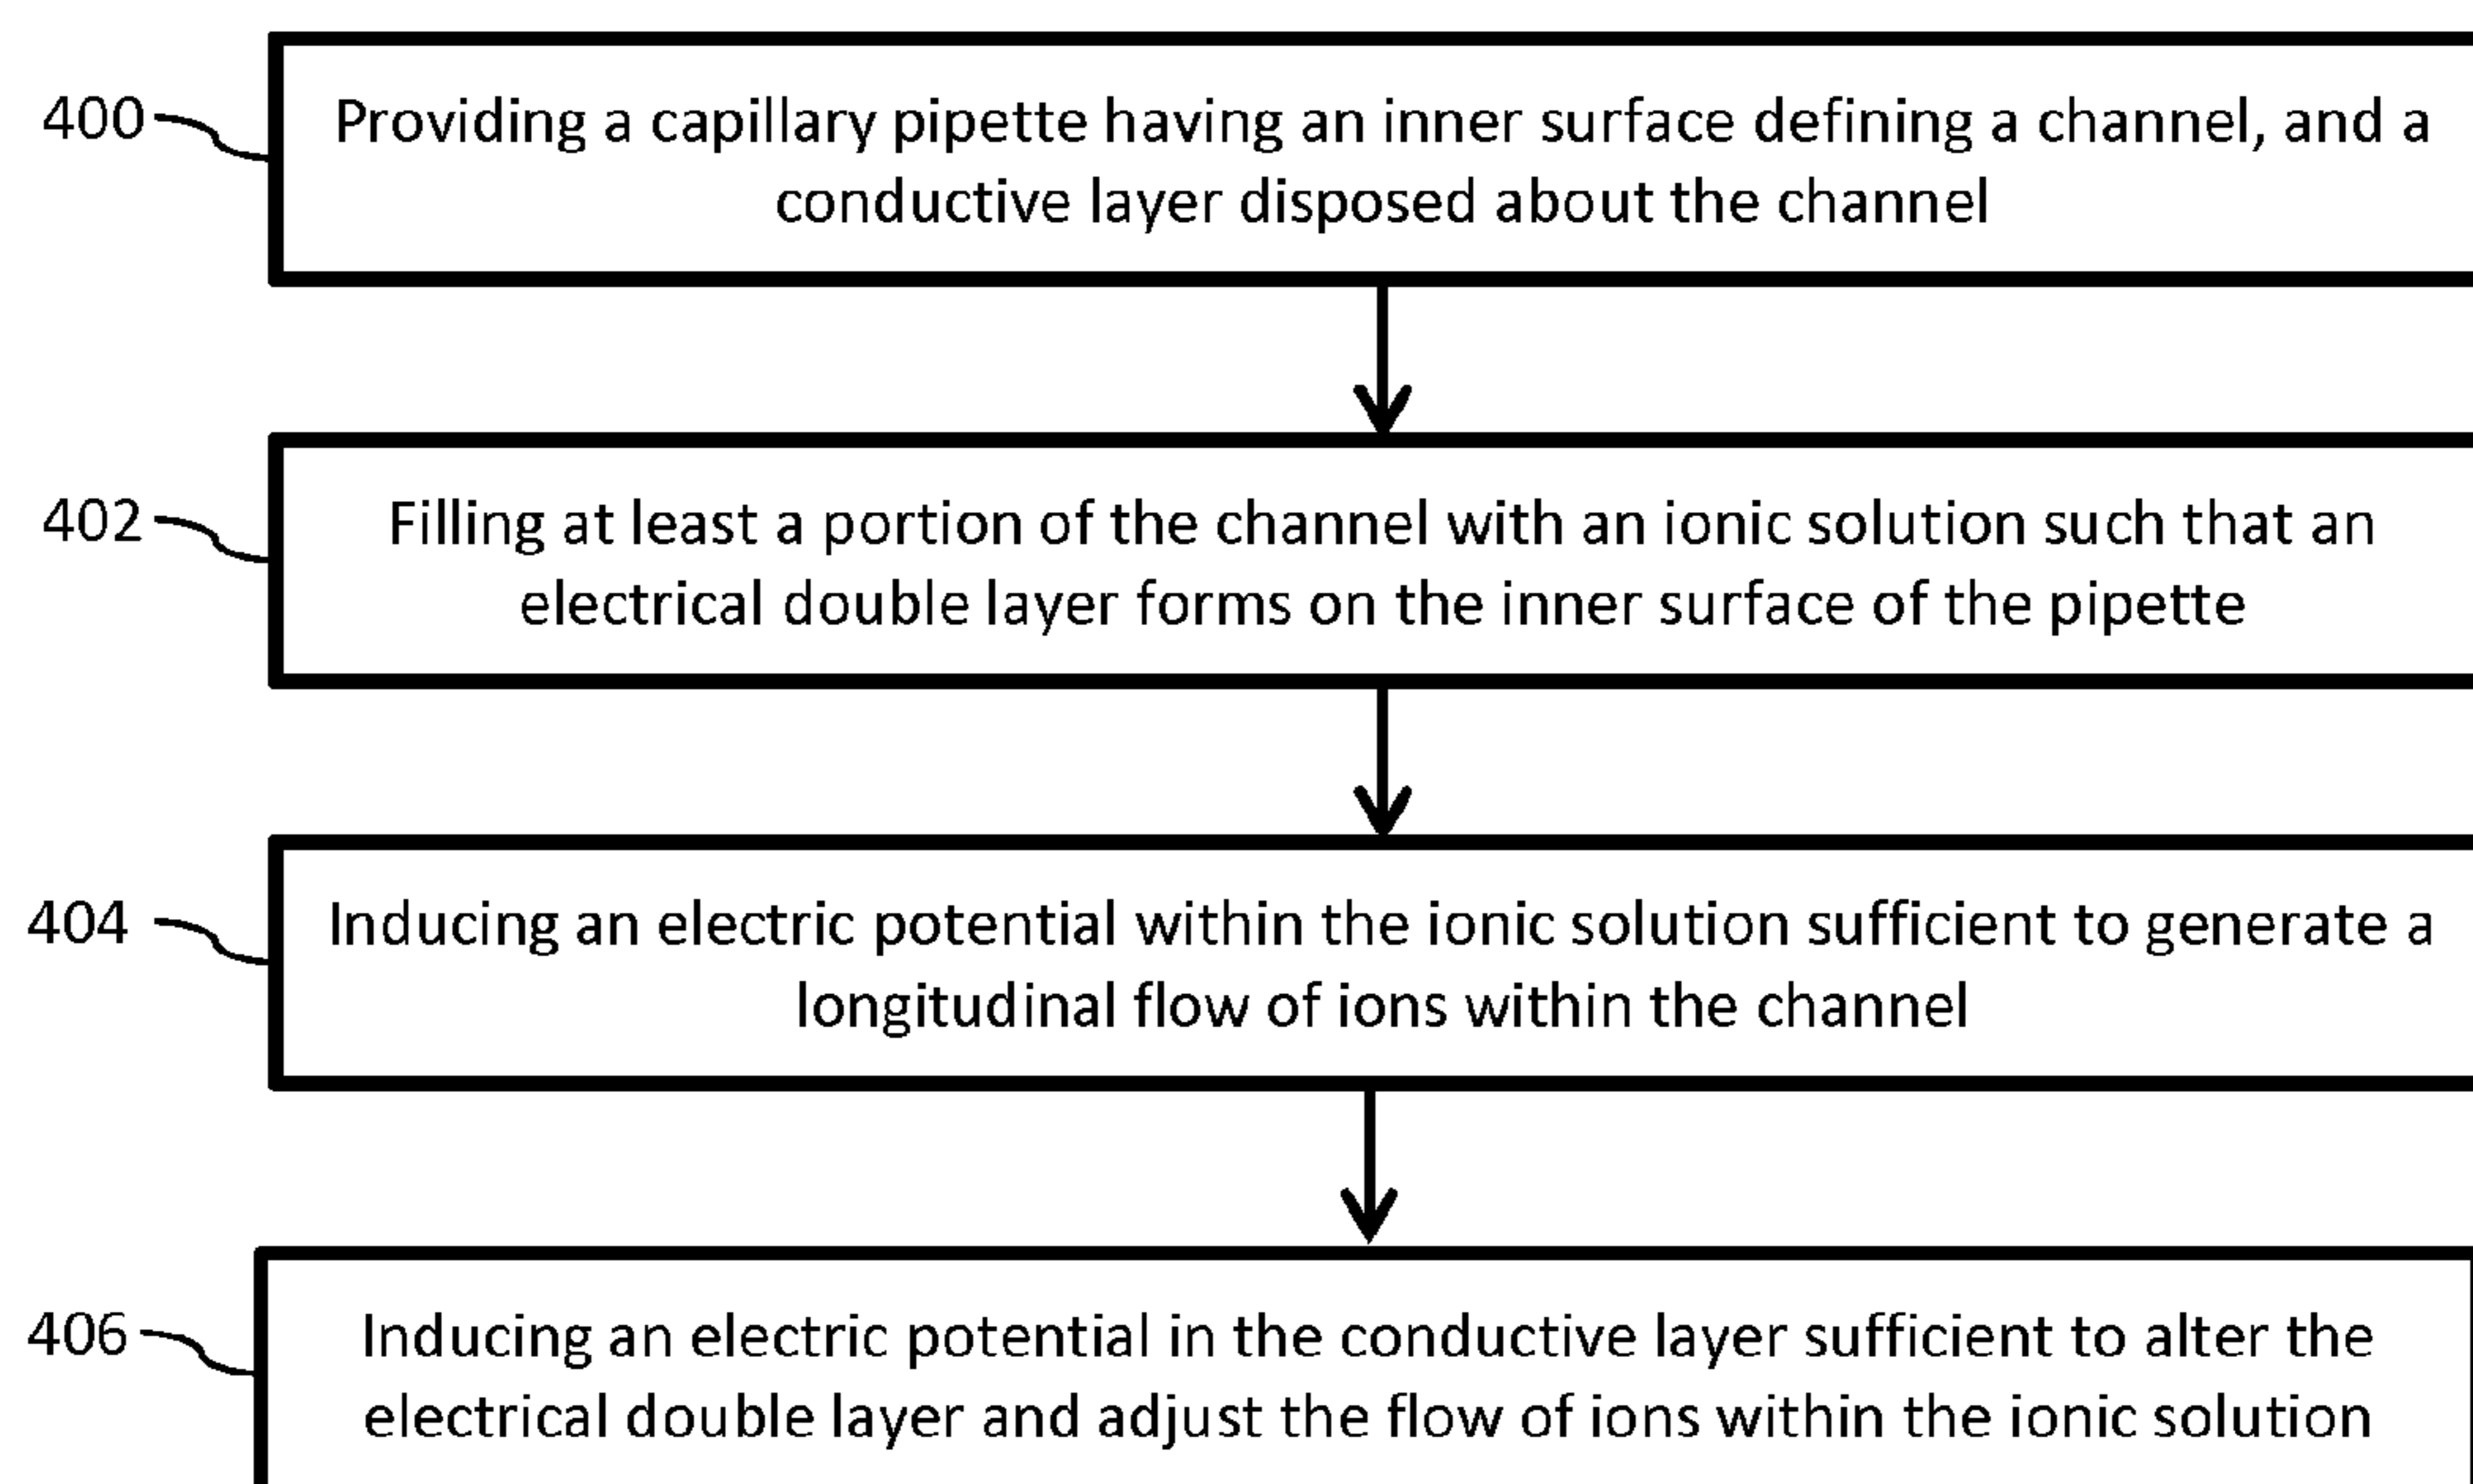 400
Providing a capillary pipette having an inner surface defining a channel, and a
conductive layer disposed about the channel
402
Filling at least a portion of the channel with an ionic solution such that an
electrical double layer forms on the inner surface of the pipette
404
Inducing an electric potential within the ionic solution sufficient to generate a
longitudinal flow of ions within the channel
406
Inducing an electric potential in the conductive layer sufficient to alter the
electrical double layer and adjust the flow of ions within the ionic solution